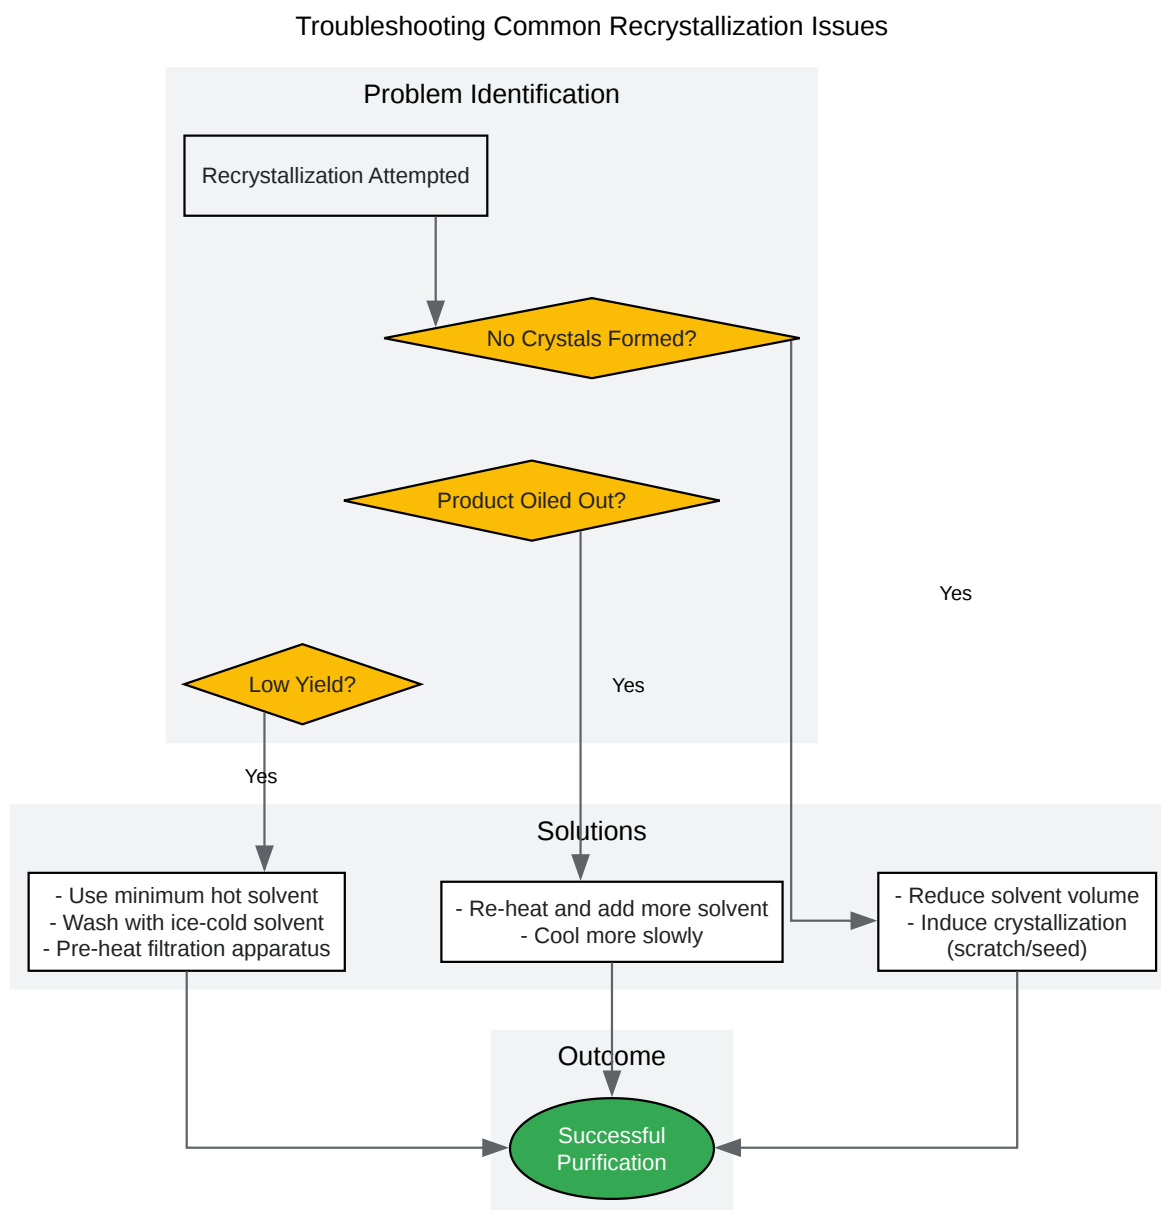 Troubleshooting Common Recrystallization Issues
Problem Identification
Recrystallization Attempted
No Crystals Formed?
Product Oiled Out?
Yes
Low Yield?
Yes
Yes
Solutions
- Use minimum hot solvent
- Wash with ice-cold solvent
- Pre-heat filtration apparatus
- Re-heat and add more solvent
- Cool more slowly
- Reduce solvent volume
- Induce crystallization
(scratch/seed)
Outcome
Successful
Purification